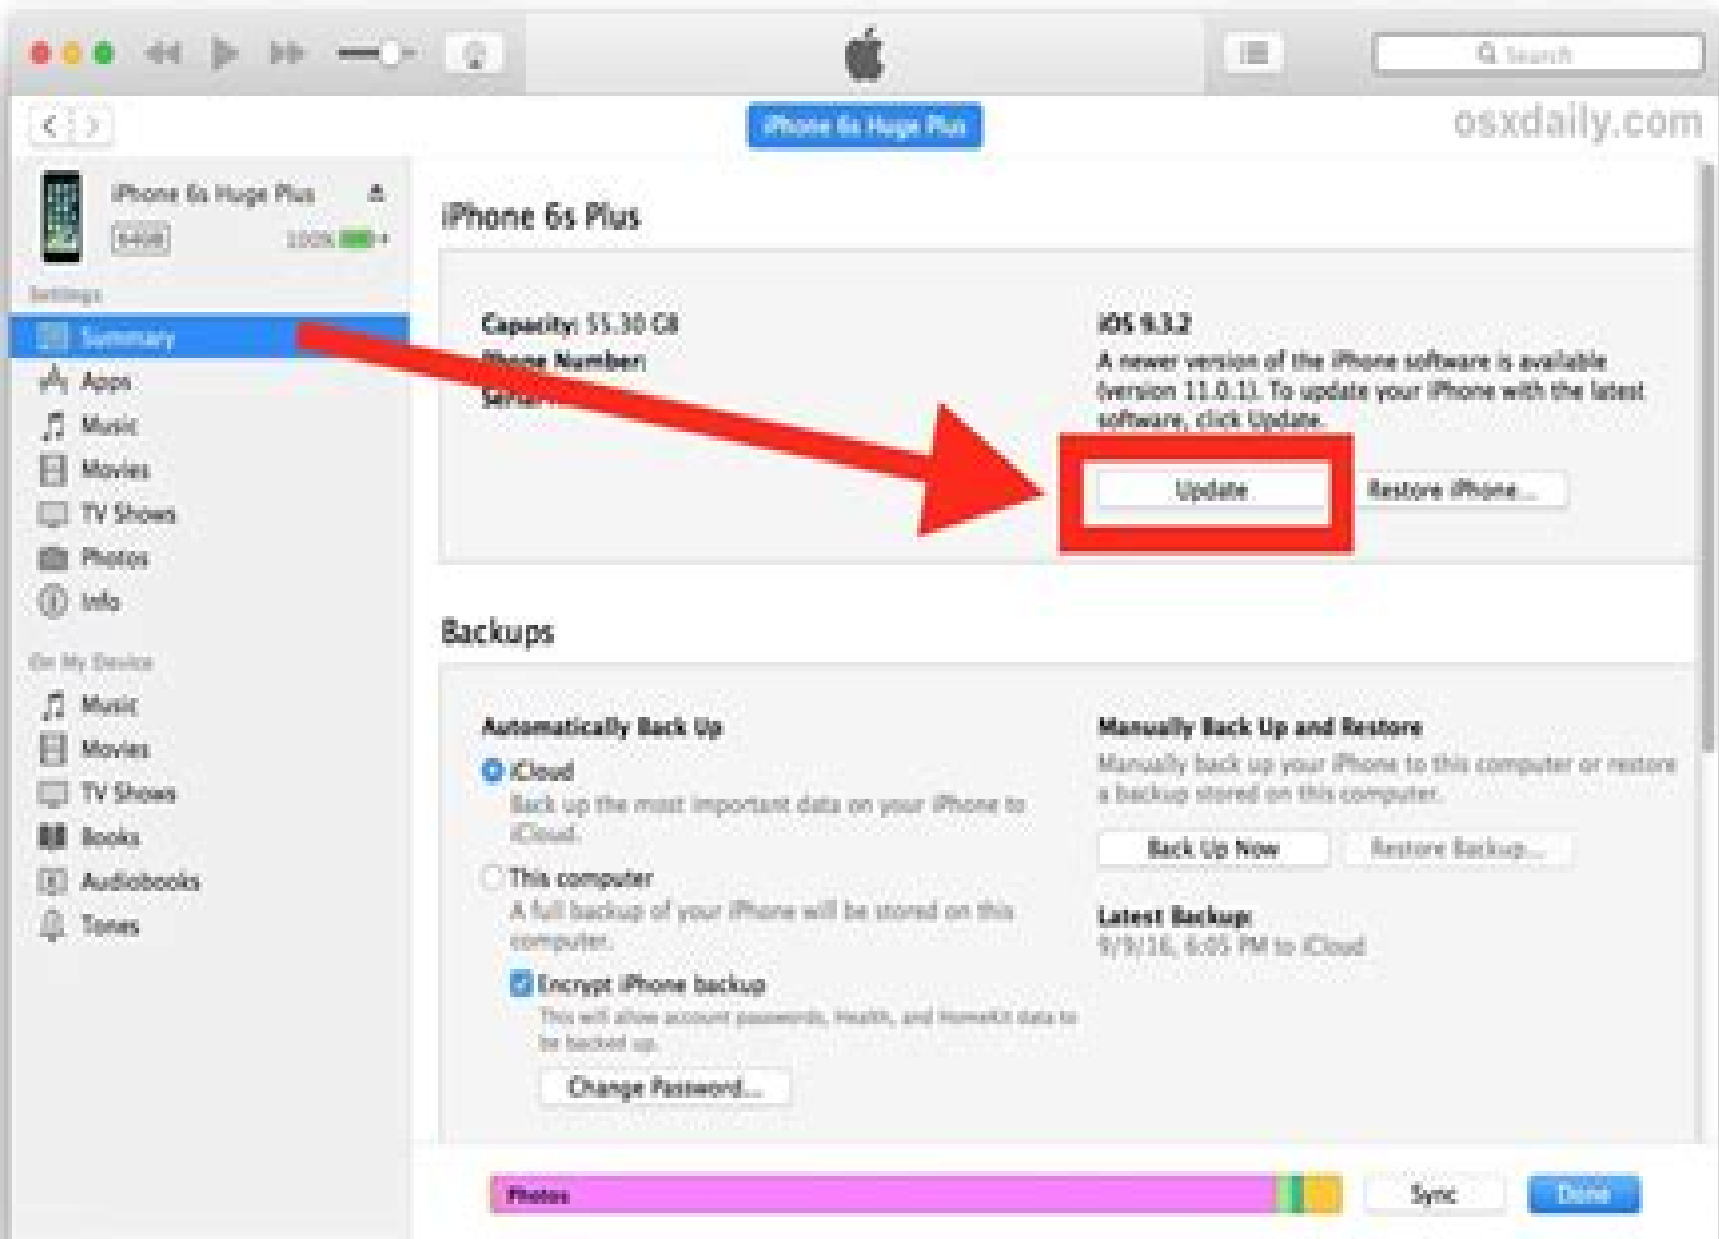 Search
iPhone 6s Huge Plus
osxdaily.com
iPhone 6s Huge Plus
64GB
100%
Settings
Summary
Apps
Music
Movies
TV Shows
Photos
Info
On My Device
Music
Movies
TV Shows
Books
Audiobooks
Tones
iPhone 6s Plus
Capacity: 55.30 GB
Phone Number:
iOS 9.3.2
A newer version of the iPhone software is available
(version 11.0.1). To update your iPhone with the latest
software, click Update.
Update
Restore iPhone...
Backups
Automatically Back Up
iCloud
Back up the most important data on your iPhone to
iCloud.
This computer
A full backup of your iPhone will be stored on this
computer.
Encrypt iPhone backup
This will allow account passwords, Health, and HomeKit data to
be backed up.
Change Password...
Manually Back Up and Restore
Manually back up your iPhone to this computer or restore
a backup stored on this computer.
Back Up Now
Restore Backup...
Latest Backup:
9/9/16, 6:05 PM to iCloud
Photos
Sync
Done